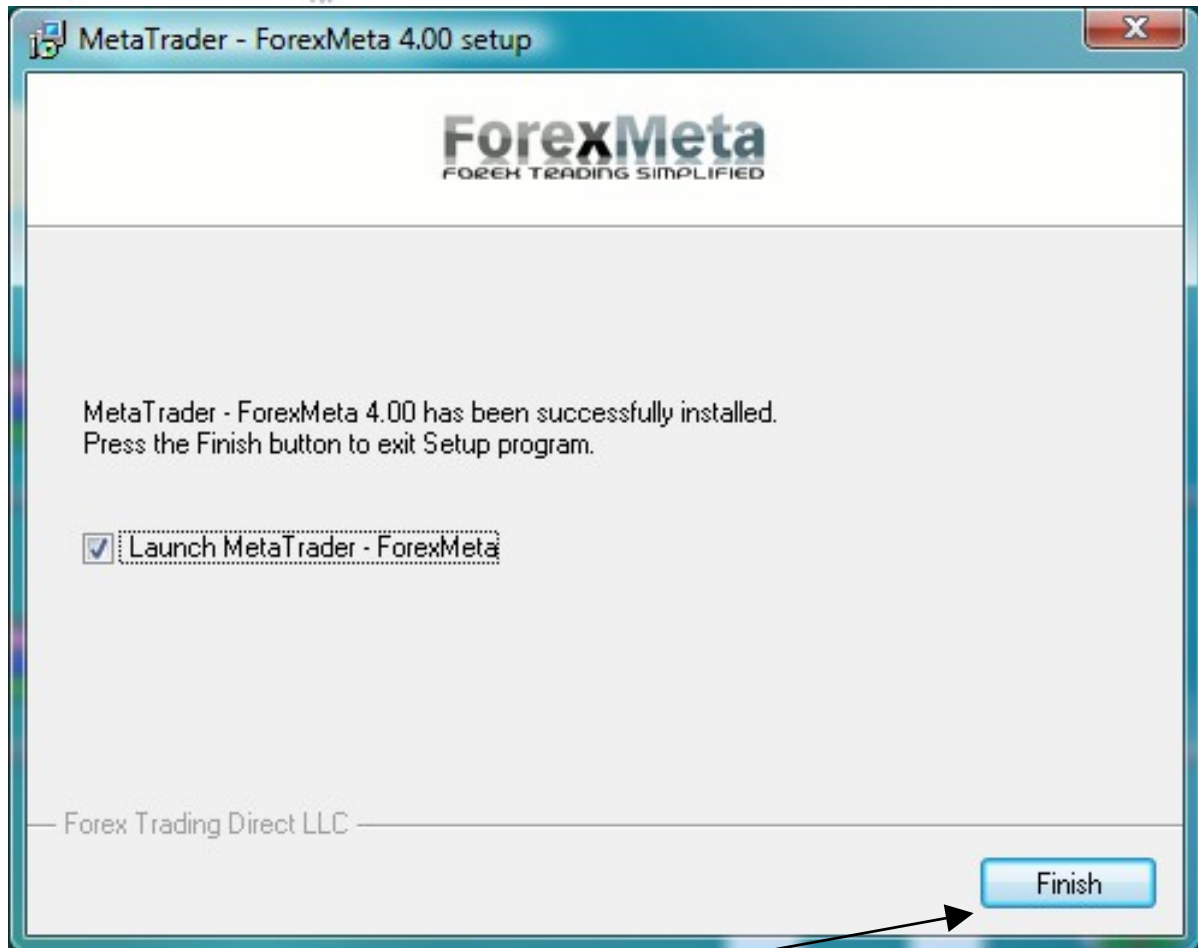 MetaTrader - ForexMeta 4.00 setup
X
ForexMeta
FOREX TRADING SIMPLIFIED
MetaTrader - ForexMeta 4.00 has been successfully installed.
Press the Finish button to exit Setup program.
Launch MetaTrader - ForexMeta
Forex Trading Direct LLC
Finish